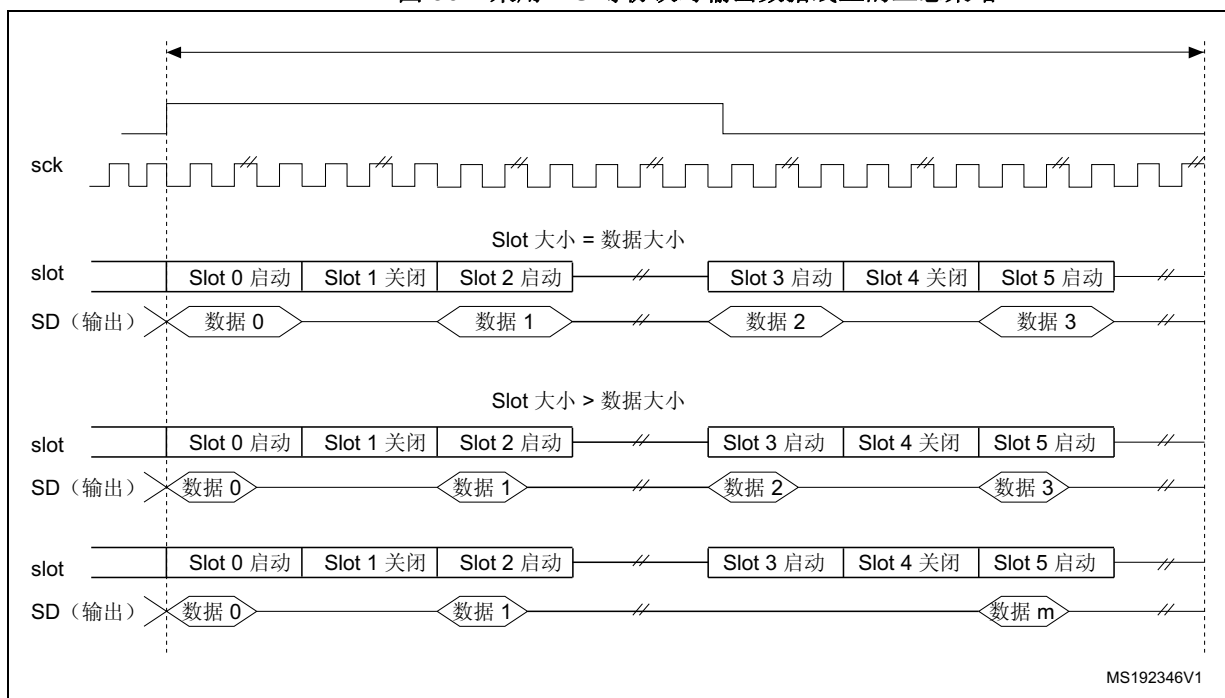 sck
Slot 大小 = 数据大小
slot Slot 0 启动 Slot 1 关闭 Slot 2 启动 Slot 3 启动 Slot 4 关闭 Slot 5 启动
SD（输出） 数据 0 数据 1 数据 2 数据 3
Slot 大小 > 数据大小
slot Slot 0 启动 Slot 1 关闭 Slot 2 启动 Slot 3 启动 Slot 4 关闭 Slot 5 启动
SD（输出） 数据 0 数据 1 数据 2 数据 3
slot Slot 0 启动 Slot 1 关闭 Slot 2 启动 Slot 3 启动 Slot 4 关闭 Slot 5 启动
SD（输出） 数据 0 数据 1 数据 m
MS192346V1